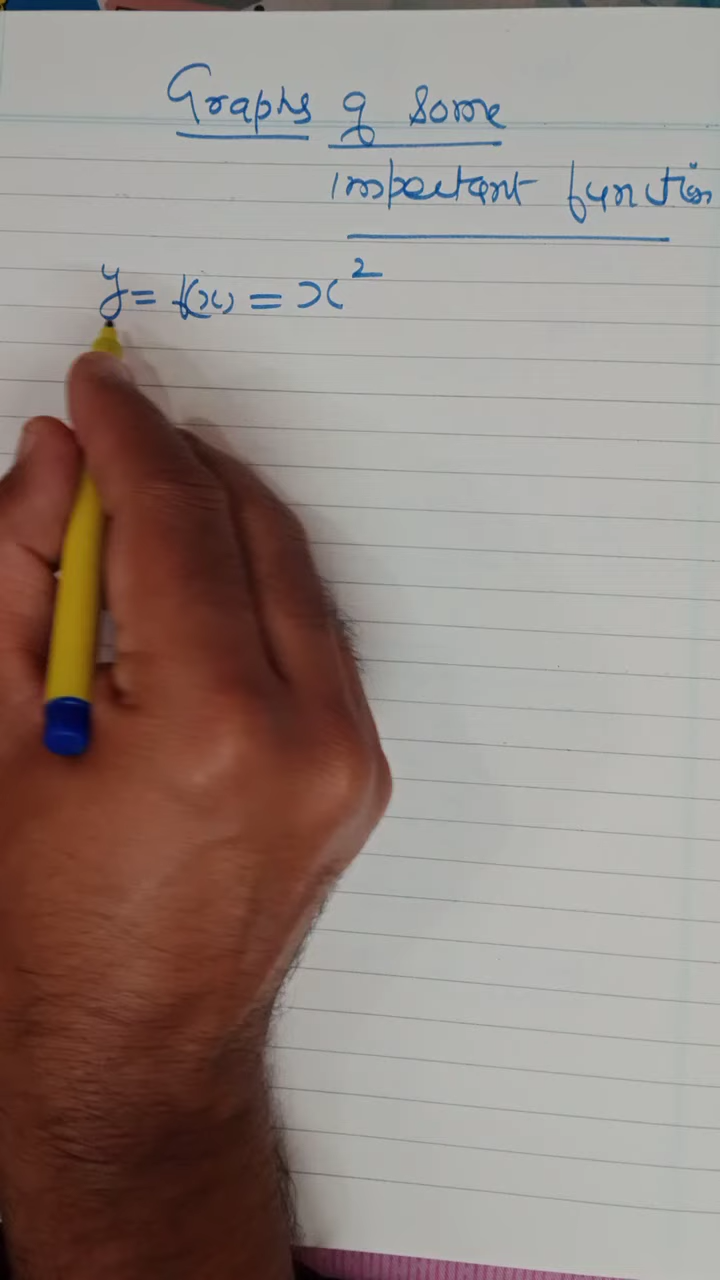 Graphs of Some
important function
y = f(x) = x²